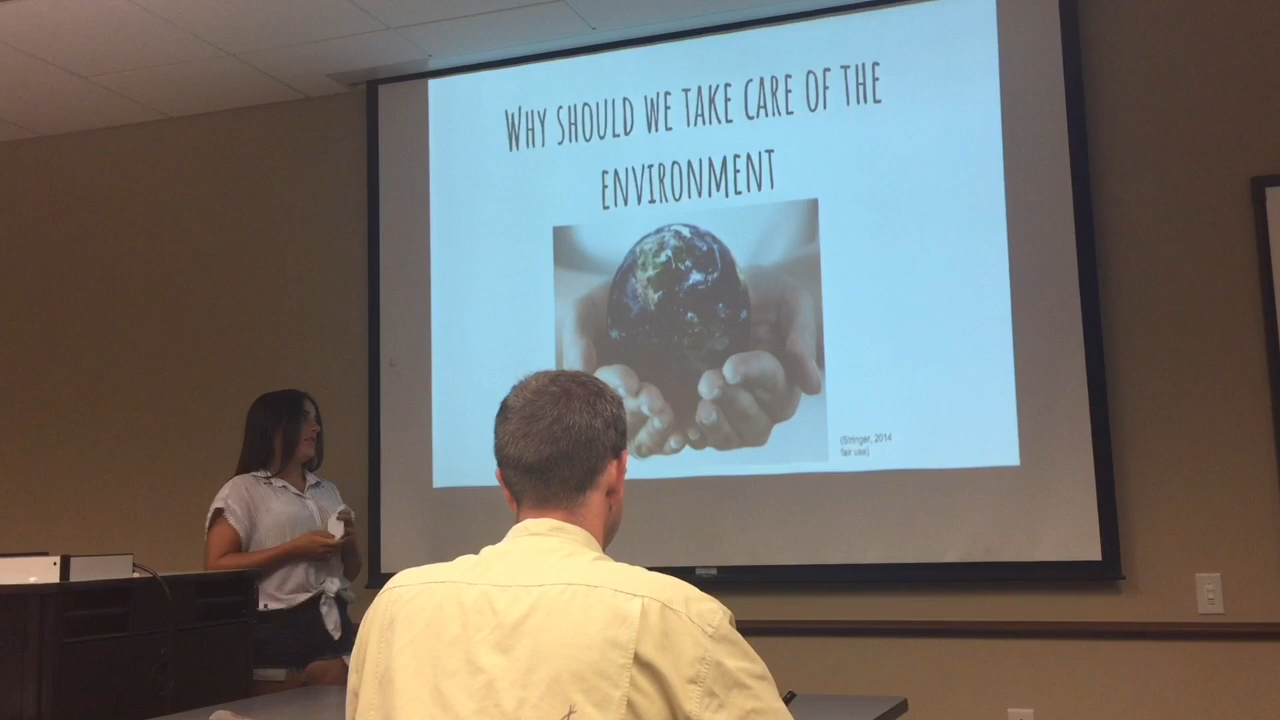 WHY SHOULD WE TAKE CARE OF THE
ENVIRONMENT
(Stringer, 2014
fair use)